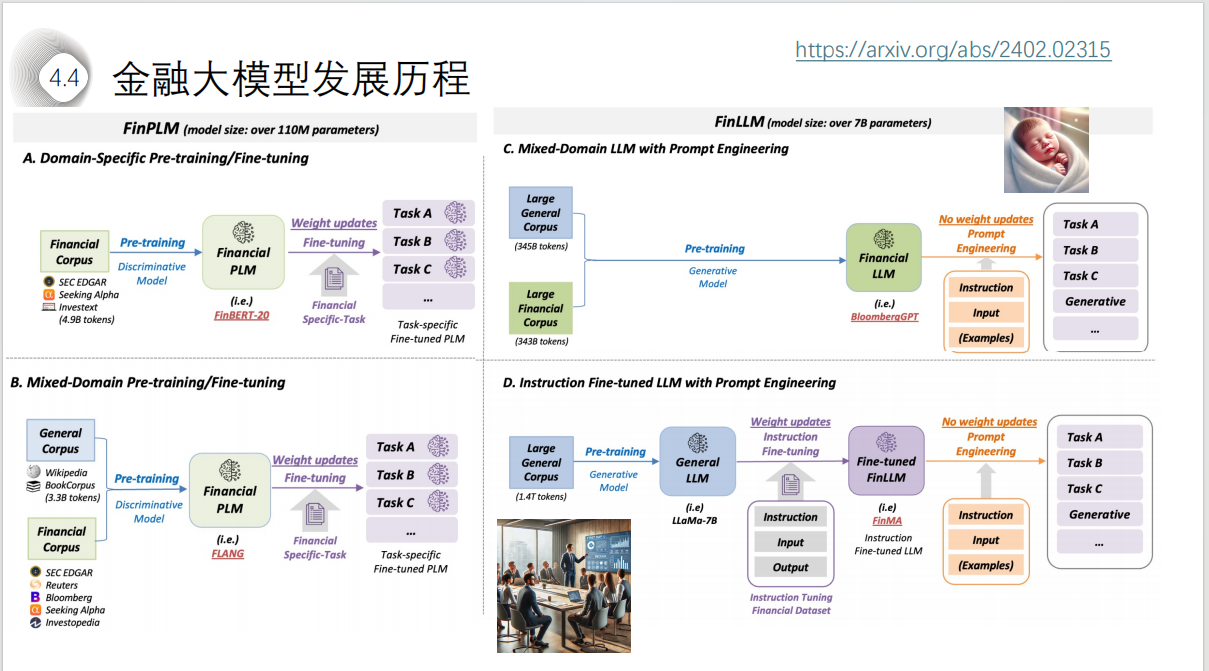 4.4
金融大模型发展历程
https://arxiv.org/abs/2402.02315
FinPLM (model size: over 110M parameters)
A. Domain-Specific Pre-training/Fine-tuning
Financial
Corpus
SEC EDGAR
Seeking Alpha
Investext
(4.9B tokens)
Pre-training
Discriminative
Model
Financial
PLM
(i.e.)
FinBERT-20
Weight updates
Fine-tuning
Financial
Specific-Task
Task A
Task B
Task C
...
Task-specific
Fine-tuned PLM
B. Mixed-Domain Pre-training/Fine-tuning
General
Corpus
Wikipedia
BookCorpus
(3.3B tokens)
Financial
Corpus
SEC EDGAR
Reuters
Bloomberg
Seeking Alpha
Investopedia
Pre-training
Discriminative
Model
Financial
PLM
(i.e.)
FLANG
Weight updates
Fine-tuning
Financial
Specific-Task
Task A
Task B
Task C
...
Task-specific
Fine-tuned PLM
FinLLM (model size: over 7B parameters)
C. Mixed-Domain LLM with Prompt Engineering
Large
General
Corpus
(345B tokens)
Large
Financial
Corpus
(343B tokens)
Pre-training
Generative
Model
Financial
LLM
(i.e.)
BloombergGPT
No weight updates
Prompt
Engineering
Instruction
Input
(Examples)
Task A
Task B
Task C
Generative
...
D. Instruction Fine-tuned LLM with Prompt Engineering
Large
General
Corpus
(1.4T tokens)
Pre-training
Generative
Model
General
LLM
(i.e)
LLaMa-7B
Weight updates
Instruction
Fine-tuning
Instruction
Input
Output
Instruction Tuning
Financial Dataset
Fine-tuned
FinLLM
(i.e)
FinMA
Instruction
Fine-tuned LLM
No weight updates
Prompt
Engineering
Instruction
Input
(Examples)
Task A
Task B
Task C
Generative
...